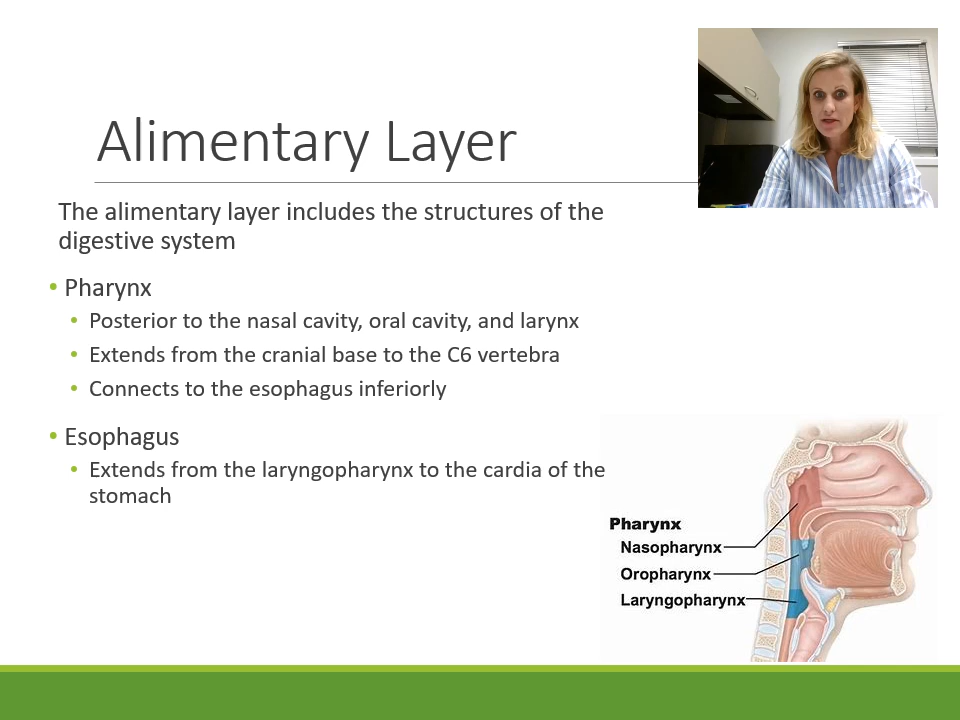 Alimentary Layer
The alimentary layer includes the structures of the
digestive system
• Pharynx
• Posterior to the nasal cavity, oral cavity, and larynx
• Extends from the cranial base to the C6 vertebra
• Connects to the esophagus inferiorly
• Esophagus
• Extends from the laryngopharynx to the cardia of the
stomach
Pharynx
Nasopharynx
Oropharynx
Laryngopharynx